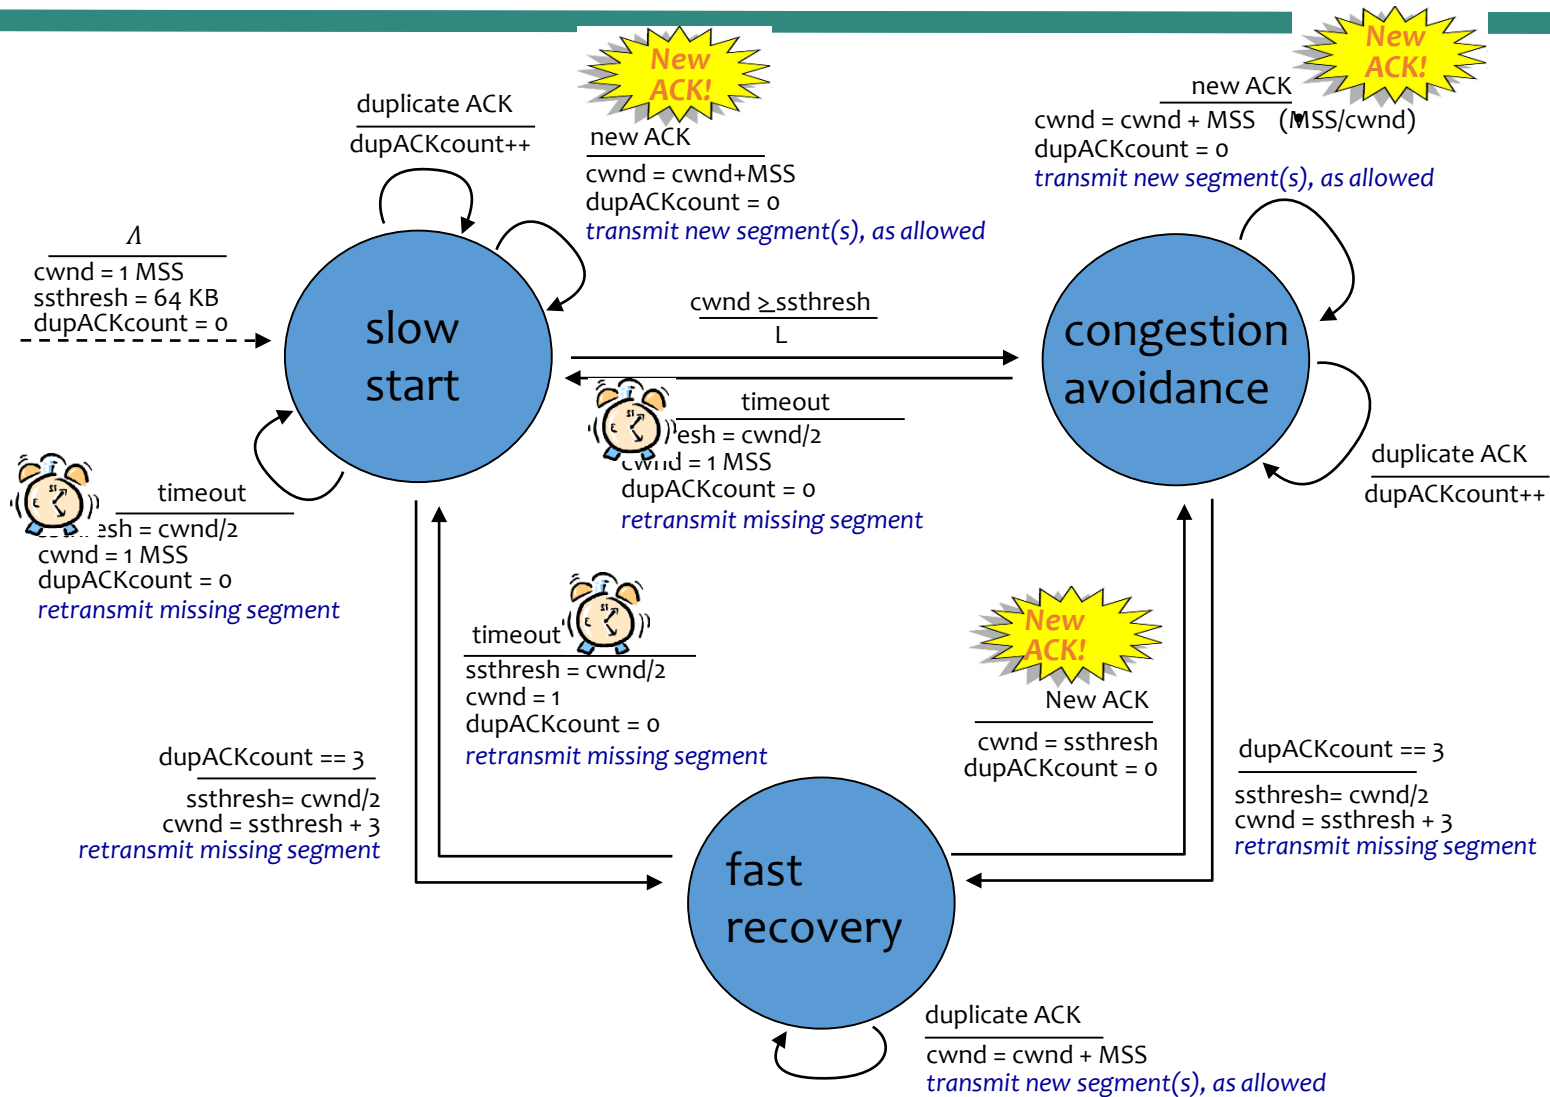 New
ACK!
New
ACK!
duplicate ACK
dupACKcount++
new ACK
cwnd = cwnd+MSS
dupACKcount = 0
transmit new segment(s), as allowed
new ACK
cwnd = cwnd + MSS • (MSS/cwnd)
dupACKcount = 0
transmit new segment(s), as allowed
Λ
cwnd = 1 MSS
ssthresh = 64 KB
dupACKcount = 0
slow
start
cwnd ≥ ssthresh
L
congestion
avoidance
timeout
esh = cwnd/2
cwnd = 1 MSS
dupACKcount = 0
retransmit missing segment
duplicate ACK
dupACKcount++
timeout
ssthresh = cwnd/2
cwnd = 1 MSS
dupACKcount = 0
retransmit missing segment
timeout
ssthresh = cwnd/2
cwnd = 1
dupACKcount = 0
retransmit missing segment
New
ACK!
New ACK
cwnd = ssthresh
dupACKcount = 0
dupACKcount == 3
ssthresh= cwnd/2
cwnd = ssthresh + 3
retransmit missing segment
dupACKcount == 3
ssthresh= cwnd/2
cwnd = ssthresh + 3
retransmit missing segment
fast
recovery
duplicate ACK
cwnd = cwnd + MSS
transmit new segment(s), as allowed